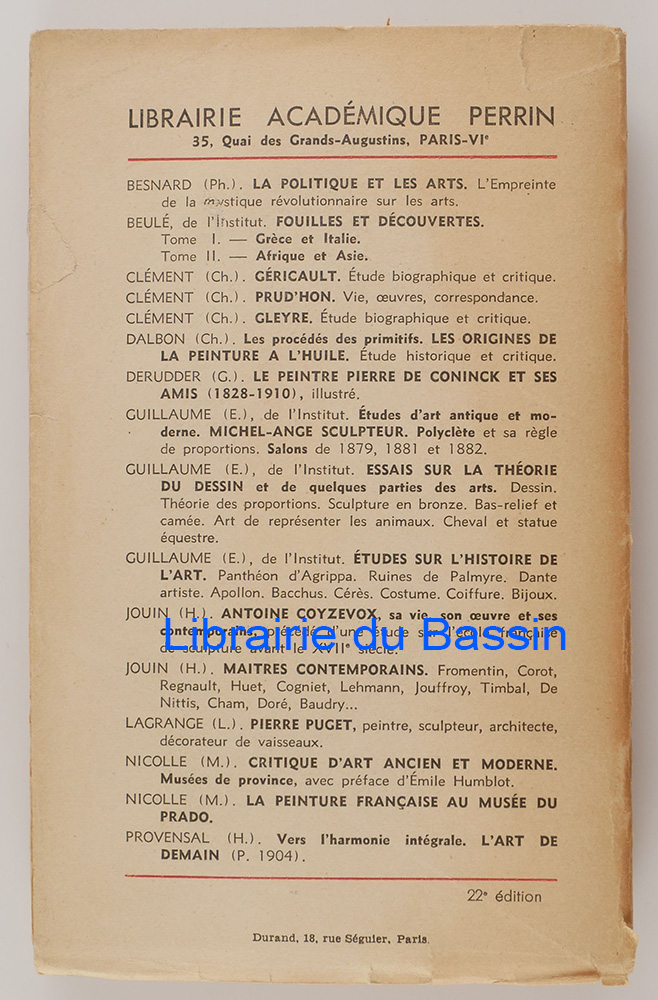 LIBRAIRIE ACADÉMIQUE PERRIN
35, Quai des Grands-Augustins, PARIS-VIe
BESNARD (Ph.). LA POLITIQUE ET LES ARTS. L'Empreinte
de la mystique révolutionnaire sur les arts.
BEULÉ, de l'Institut. FOUILLES ET DÉCOUVERTES.
Tome I. — Grèce et Italie.
Tome II. — Afrique et Asie.
CLÉMENT (Ch.). GÉRICAULT. Étude biographique et critique.
CLÉMENT (Ch.). PRUD'HON. Vie, œuvres, correspondance.
CLÉMENT (Ch.). GLEYRE. Étude biographique et critique.
DALBON (Ch.). Les procédés des primitifs. LES ORIGINES DE
LA PEINTURE A L'HUILE. Étude historique et critique.
DERUDDER (G.). LE PEINTRE PIERRE DE CONINCK ET SES
AMIS (1828-1910), illustré.
GUILLAUME (E.), de l'Institut. Études d'art antique et mo-
derne. MICHEL-ANGE SCULPTEUR. Polyclète et sa règle
de proportions. Salons de 1879, 1881 et 1882.
GUILLAUME (E.), de l'Institut. ESSAIS SUR LA THÉORIE
DU DESSIN et de quelques parties des arts. Dessin.
Théorie des proportions. Sculpture en bronze. Bas-relief et
camée. Art de représenter les animaux. Cheval et statue
équestre.
GUILLAUME (E.), de l'Institut. ÉTUDES SUR L'HISTOIRE DE
L'ART. Panthéon d'Agrippa. Ruines de Palmyre. Dante
artiste. Apollon. Bacchus. Cérès. Costume. Coiffure. Bijoux.
JOUIN (H.). ANTOINE COYZEVOX, sa vie, son œuvre et ses
contemporains, précédé d'une étude sur l'école française
de sculpture avant le XVIIe siècle.
Librairie du Bassin
JOUIN (H.). MAITRES CONTEMPORAINS. Fromentin, Corot,
Regnault, Huet, Cogniet, Lehmann, Jouffroy, Timbal, De
Nittis, Cham, Doré, Baudry...
LAGRANGE (L.). PIERRE PUGET, peintre, sculpteur, architecte,
décorateur de vaisseaux.
NICOLLE (M.). CRITIQUE D'ART ANCIEN ET MODERNE.
Musées de province, avec préface d'Émile Humblot.
NICOLLE (M.). LA PEINTURE FRANÇAISE AU MUSÉE DU
PRADO.
PROVENSAL (H.). Vers l'harmonie intégrale. L'ART DE
DEMAIN (P. 1904).
22e édition
Durand, 18, rue Séguier, Paris.